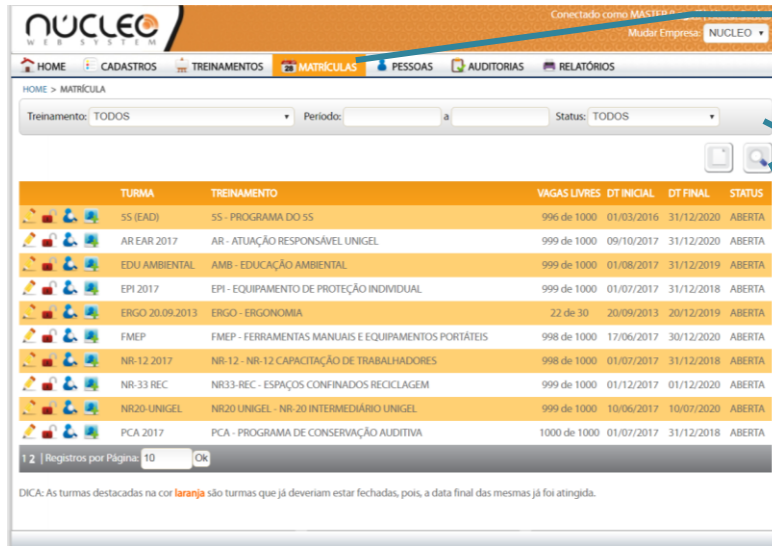 NÚCLEO
WEB SYSTEM
Conectado como MASTER
Mudar Empresa: NUCLEO
HOME CADASTROS TREINAMENTOS MATRÍCULAS PESSOAS AUDITORIAS RELATÓRIOS
HOME > MATRÍCULA
Treinamento: TODOS Período: a Status: TODOS
TURMA TREINAMENTO VAGAS LIVRES DT INICIAL DT FINAL STATUS
5S (EAD) 5S - PROGRAMA DO 5S 996 de 1000 01/03/2016 31/12/2020 ABERTA
AR EAR 2017 AR - ATUAÇÃO RESPONSÁVEL UNIGEL 999 de 1000 09/10/2017 31/12/2020 ABERTA
EDU AMBIENTAL AMB - EDUCAÇÃO AMBIENTAL 999 de 1000 01/08/2017 31/12/2019 ABERTA
EPI 2017 EPI - EQUIPAMENTO DE PROTEÇÃO INDIVIDUAL 999 de 1000 01/07/2017 31/12/2018 ABERTA
ERGO 20.09.2013 ERGO - ERGONOMIA 22 de 30 20/09/2013 20/12/2019 ABERTA
FMEP FMEP - FERRAMENTAS MANUAIS E EQUIPAMENTOS PORTÁTEIS 998 de 1000 17/06/2017 30/12/2020 ABERTA
NR-12 2017 NR-12 - NR-12 CAPACITAÇÃO DE TRABALHADORES 998 de 1000 01/07/2017 31/12/2018 ABERTA
NR-33 REC NR33-REC - ESPAÇOS CONFINADOS RECICLAGEM 999 de 1000 01/12/2017 01/12/2020 ABERTA
NR20-UNIGEL NR20 UNIGEL - NR-20 INTERMEDIÁRIO UNIGEL 999 de 1000 10/06/2017 10/07/2020 ABERTA
PCA 2017 PCA - PROGRAMA DE CONSERVAÇÃO AUDITIVA 1000 de 1000 01/07/2017 31/12/2018 ABERTA
1 2 | Registros por Página: 10 Ok
DICA: As turmas destacadas na cor laranja são turmas que já deveriam estar fechadas, pois, a data final das mesmas já foi atingida.